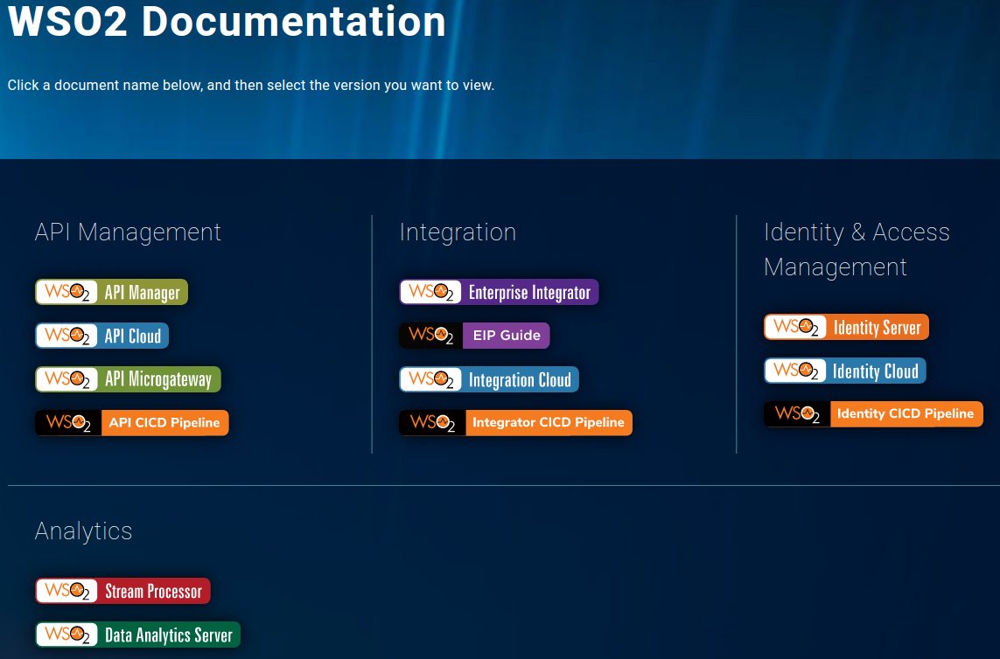 WSO2 Documentation
Click a document name below, and then select the version you want to view.
API Management
WSO2 API Manager
WSO2 API Cloud
WSO2 API Microgateway
WSO2 API CICD Pipeline
Integration
WSO2 Enterprise Integrator
WSO2 EIP Guide
WSO2 Integration Cloud
WSO2 Integrator CICD Pipeline
Identity & Access
Management
WSO2 Identity Server
WSO2 Identity Cloud
WSO2 Identity CICD Pipeline
Analytics
WSO2 Stream Processor
WSO2 Data Analytics Server